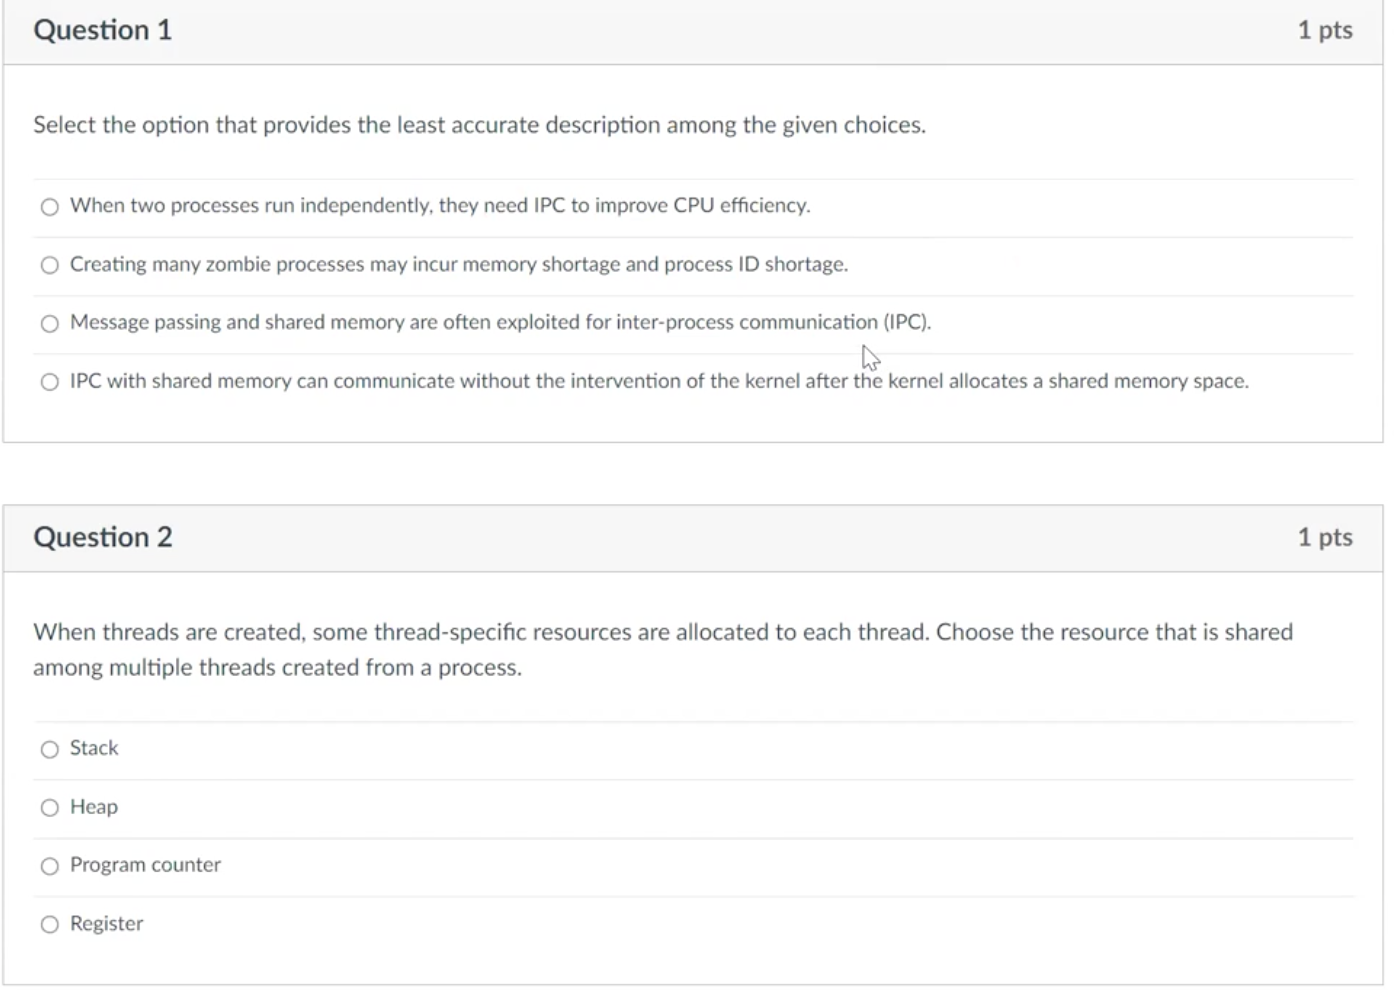 Question 1
1 pts
Select the option that provides the least accurate description among the given choices.
When two processes run independently, they need IPC to improve CPU efficiency.
Creating many zombie processes may incur memory shortage and process ID shortage.
Message passing and shared memory are often exploited for inter-process communication (IPC).
IPC with shared memory can communicate without the intervention of the kernel after the kernel allocates a shared memory space.
Question 2
1 pts
When threads are created, some thread-specific resources are allocated to each thread. Choose the resource that is shared
among multiple threads created from a process.
Stack
Heap
Program counter
Register